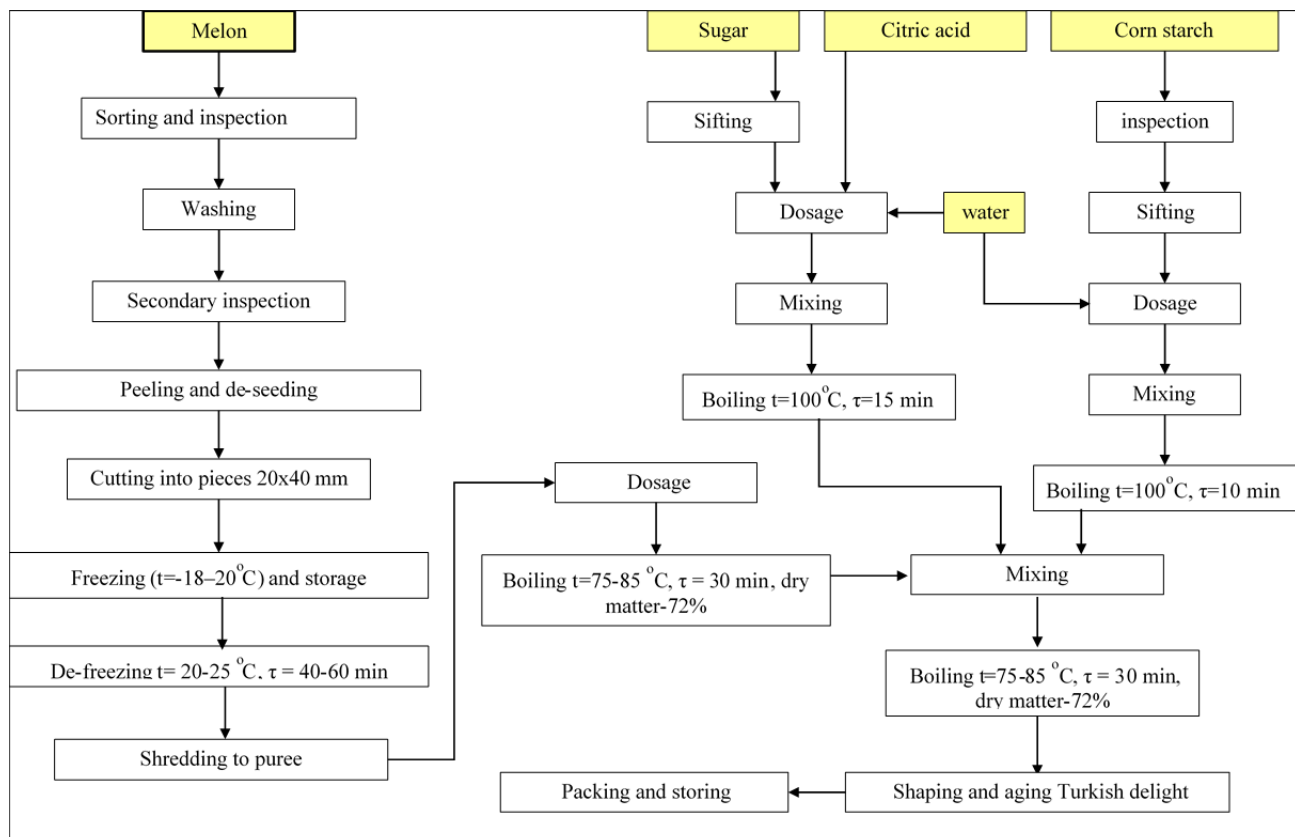 Melon
Sorting and inspection
Washing
Secondary inspection
Peeling and de-seeding
Cutting into pieces 20x40 mm
Freezing (t=-18–20°C) and storage
De-freezing t= 20-25 °C, τ = 40-60 min
Shredding to puree
Dosage
Boiling t=75-85 °C, τ = 30 min, dry
matter-72%
Sugar
Sifting
Citric acid
Dosage
water
Mixing
Boiling t=100°C, τ=15 min
Corn starch
inspection
Sifting
Dosage
Mixing
Boiling t=100°C, τ=10 min
Mixing
Boiling t=75-85 °C, τ = 30 min,
dry matter-72%
Shaping and aging Turkish delight
Packing and storing